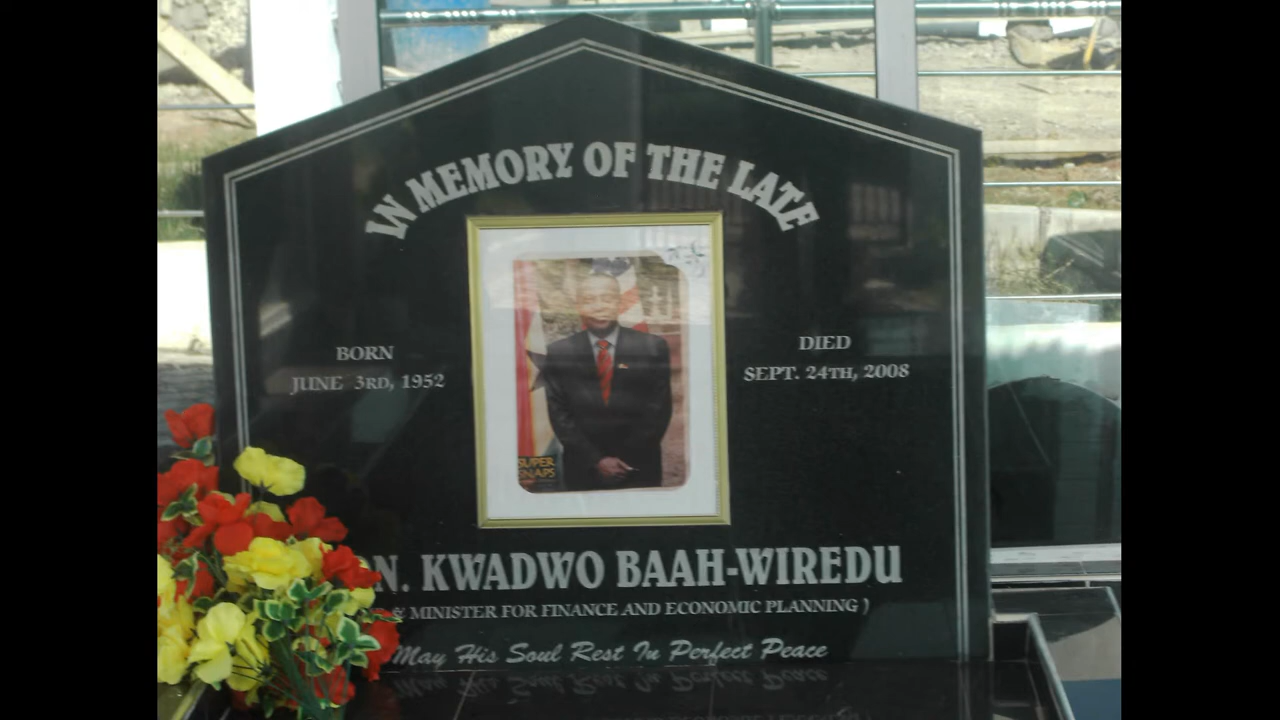 IN MEMORY OF THE LATE
BORN
JUNE 3RD, 1952
DIED
SEPT. 24TH, 2008
SUPER
SNAPS
N. KWADWO BAAH-WIREDU
& MINISTER FOR FINANCE AND ECONOMIC PLANNING )
May His Soul Rest In Perfect Peace